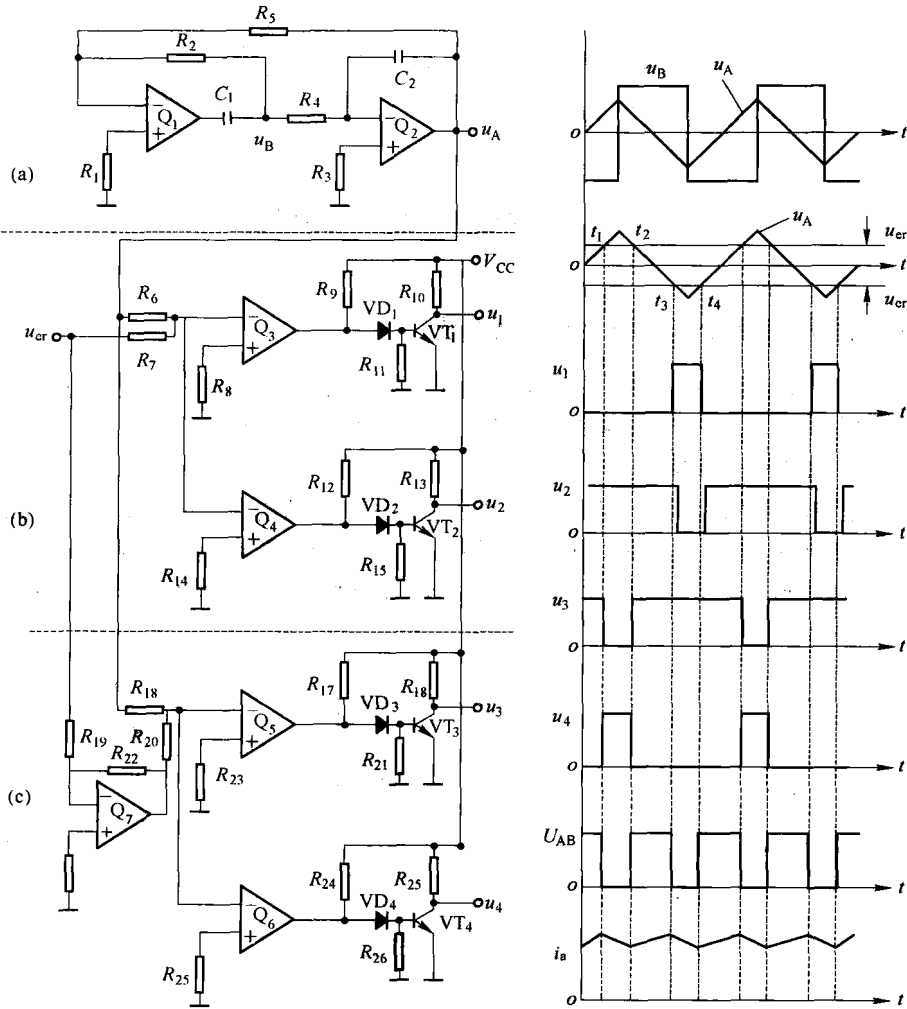 R5
R2
C2
C1
R4
Q1
Q2
uA
uB
R1
R3
(a)
VCC
R9
R10
R6
VD1
u1
Q3
VT1
ucr
R7
R8
R11
R12
R13
VD2
u2
Q4
VT2
(b)
R14
R15
R17
R18
R18
VD3
u3
Q5
VT3
R19
R20
R22
R21
R23
(c)
Q7
R24
R25
VD4
u4
Q6
VT4
R26
R25
uB
uA
o
t
t1
t2
uA
ucr
t
o
t3
t4
ucr
u1
o
t
u2
o
t
u3
o
t
u4
o
t
UAB
o
t
ia
o
t